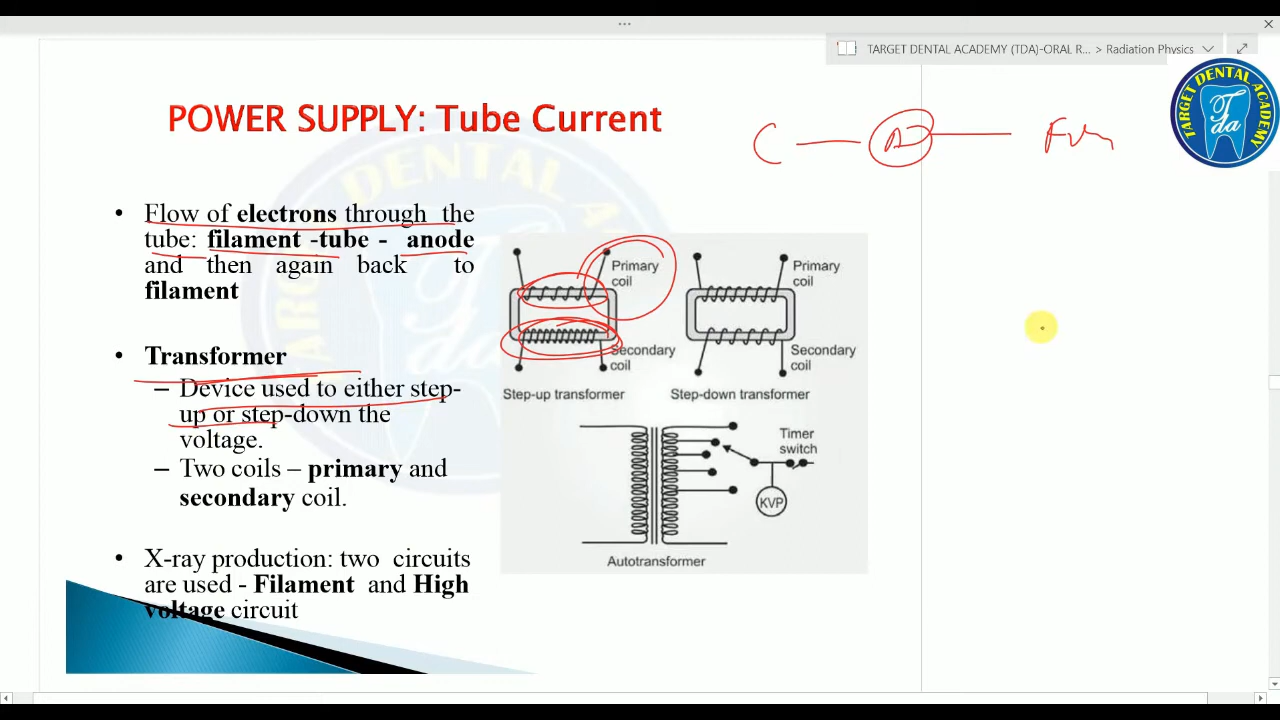 TARGET DENTAL ACADEMY (TDA)-ORAL R... > Radiation Physics
TARGET DENTAL ACADEMY
Tda
POWER SUPPLY: Tube Current
C
• Flow of electrons through the
tube: filament -tube - anode
and then again back to
filament
• Transformer
– Device used to either step-
up or step-down the
voltage.
– Two coils – primary and
secondary coil.
• X-ray production: two circuits
are used - Filament and High
voltage circuit
Primary
coil
Secondary
coil
Step-up transformer
Primary
coil
Secondary
coil
Step-down transformer
Timer
switch
KVP
Autotransformer